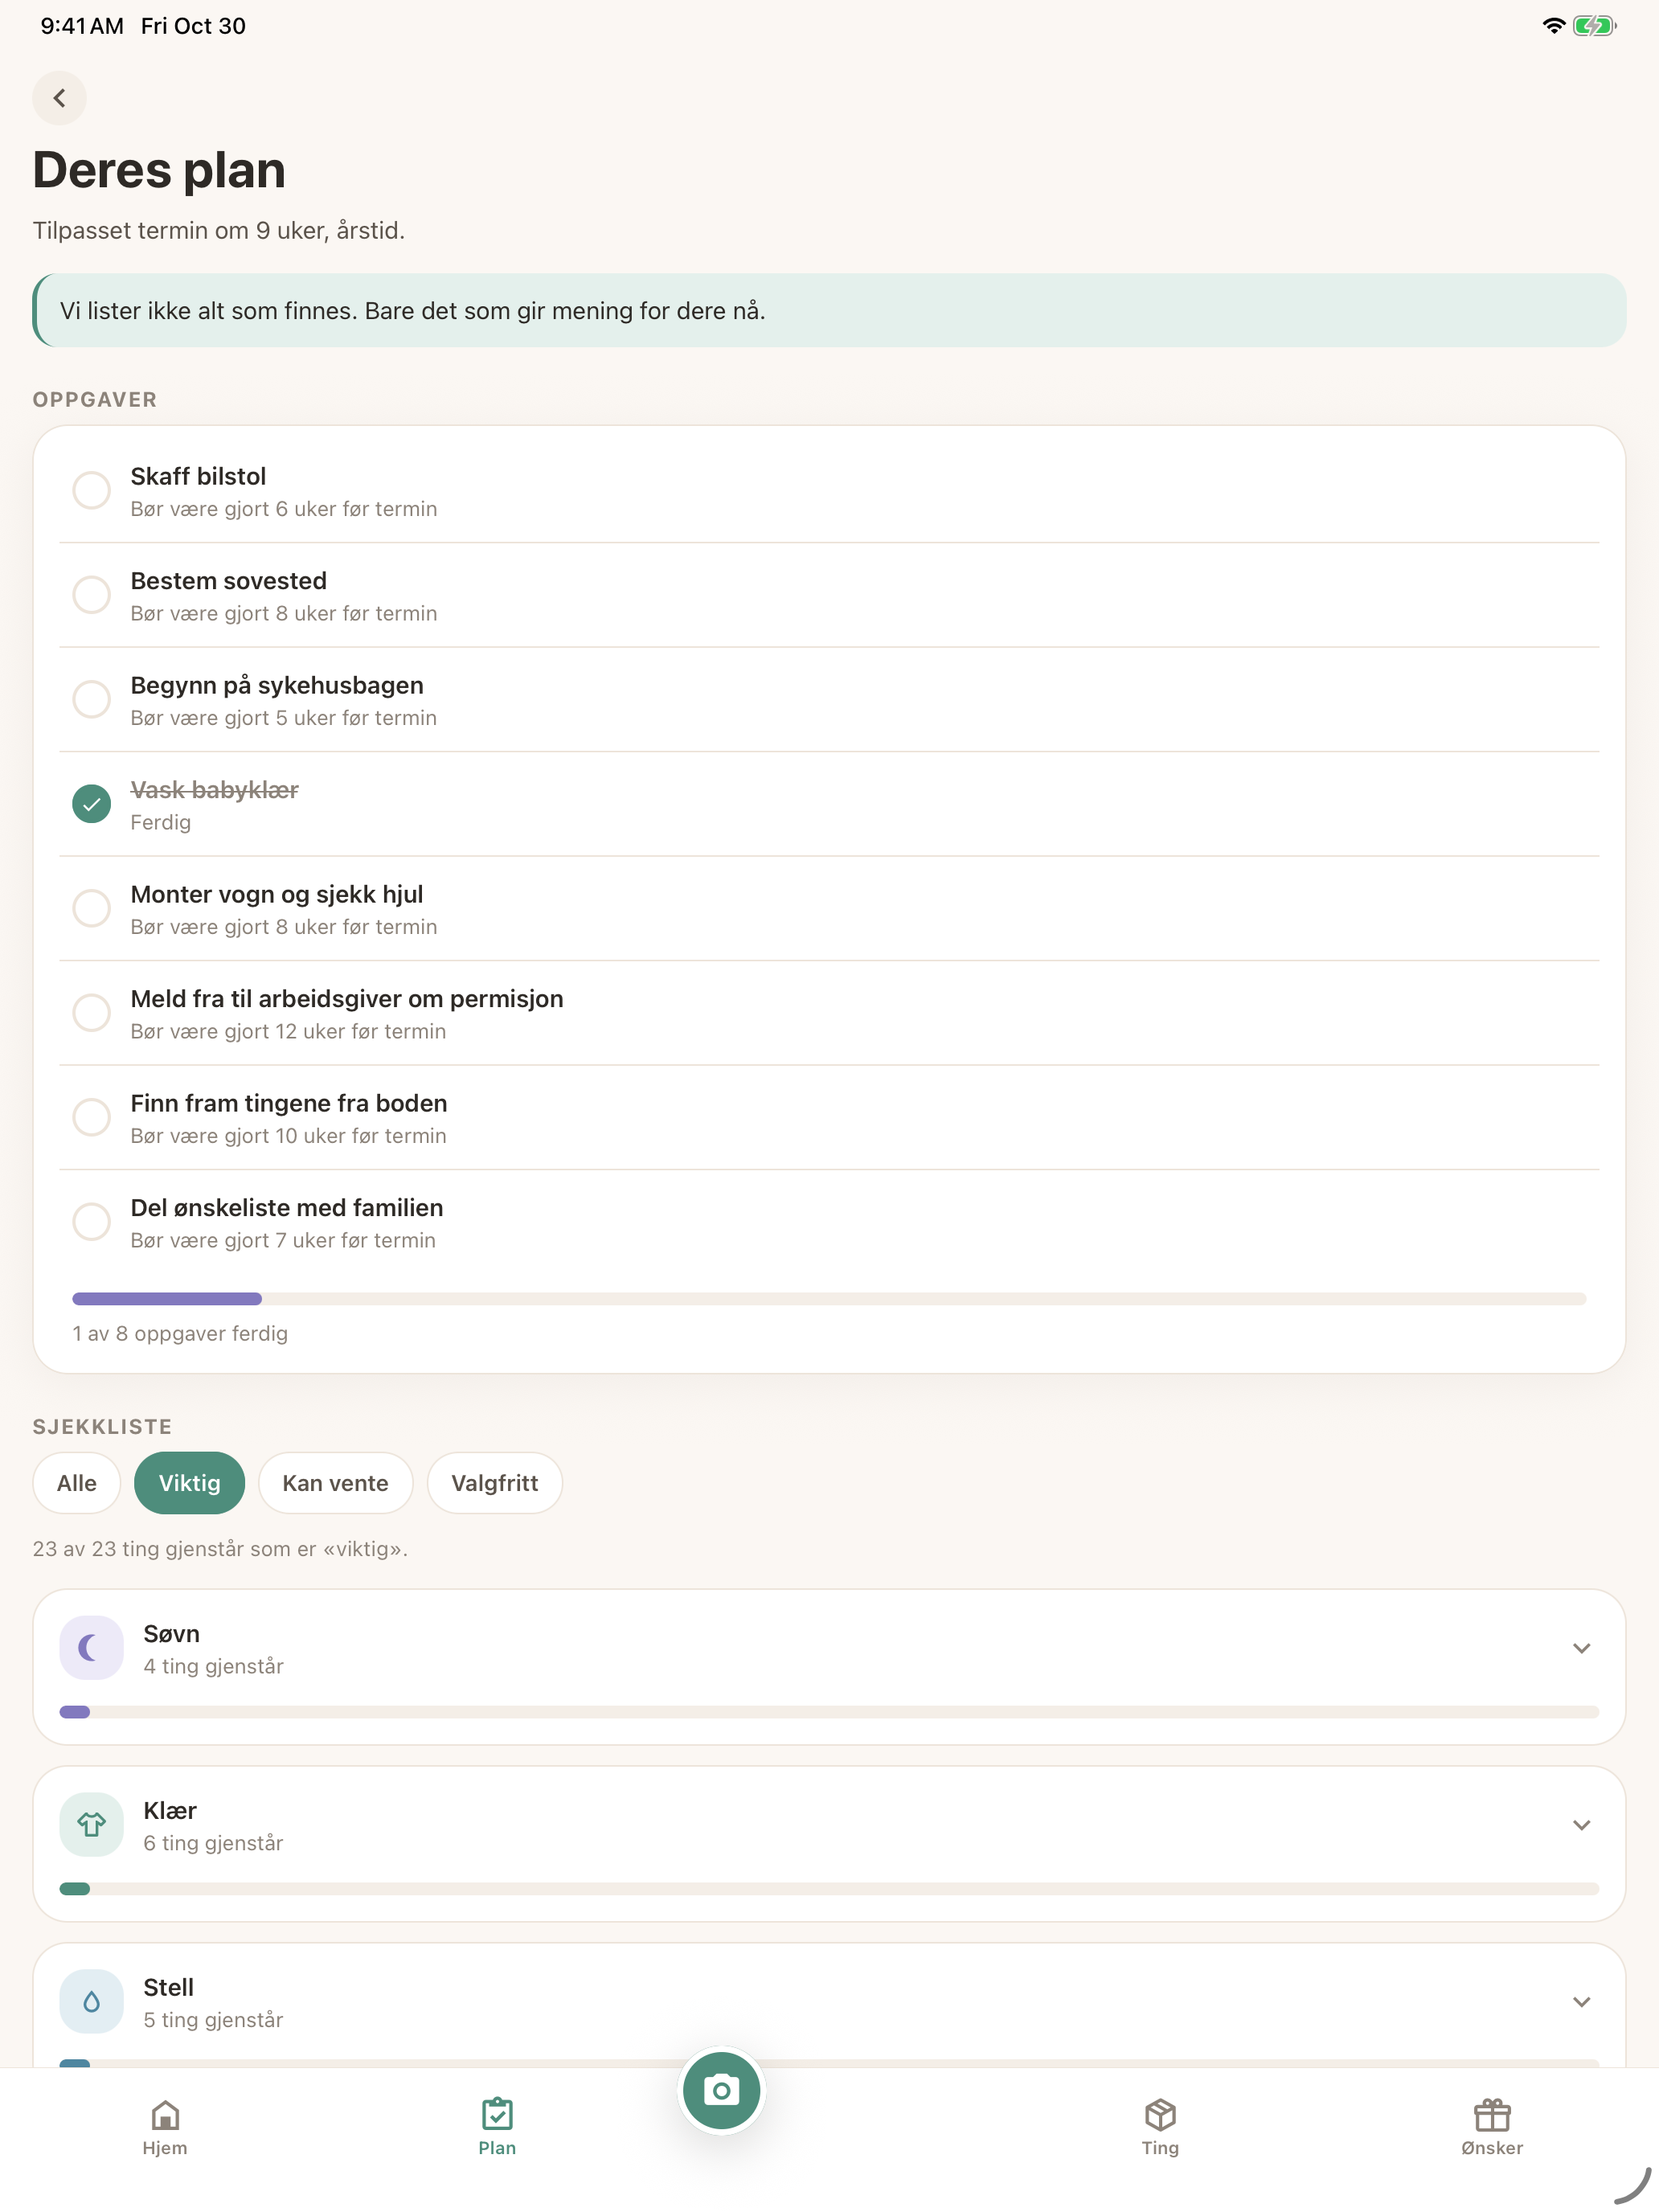 9:41 AM Fri Oct 30
Deres plan
Tilpasset termin om 9 uker, årstid.
Vi lister ikke alt som finnes. Bare det som gir mening for dere nå.
OPPGAVER
Skaff bilstol
Bør være gjort 6 uker før termin
Bestem sovested
Bør være gjort 8 uker før termin
Begynn på sykehusbagen
Bør være gjort 5 uker før termin
Vask babyklær
Ferdig
Monter vogn og sjekk hjul
Bør være gjort 8 uker før termin
Meld fra til arbeidsgiver om permisjon
Bør være gjort 12 uker før termin
Finn fram tingene fra boden
Bør være gjort 10 uker før termin
Del ønskeliste med familien
Bør være gjort 7 uker før termin
1 av 8 oppgaver ferdig
SJEKKLISTE
Alle Viktig Kan vente Valgfritt
23 av 23 ting gjenstår som er «viktig».
Søvn
4 ting gjenstår
Klær
6 ting gjenstår
Stell
5 ting gjenstår
Hjem Plan Ting Ønsker